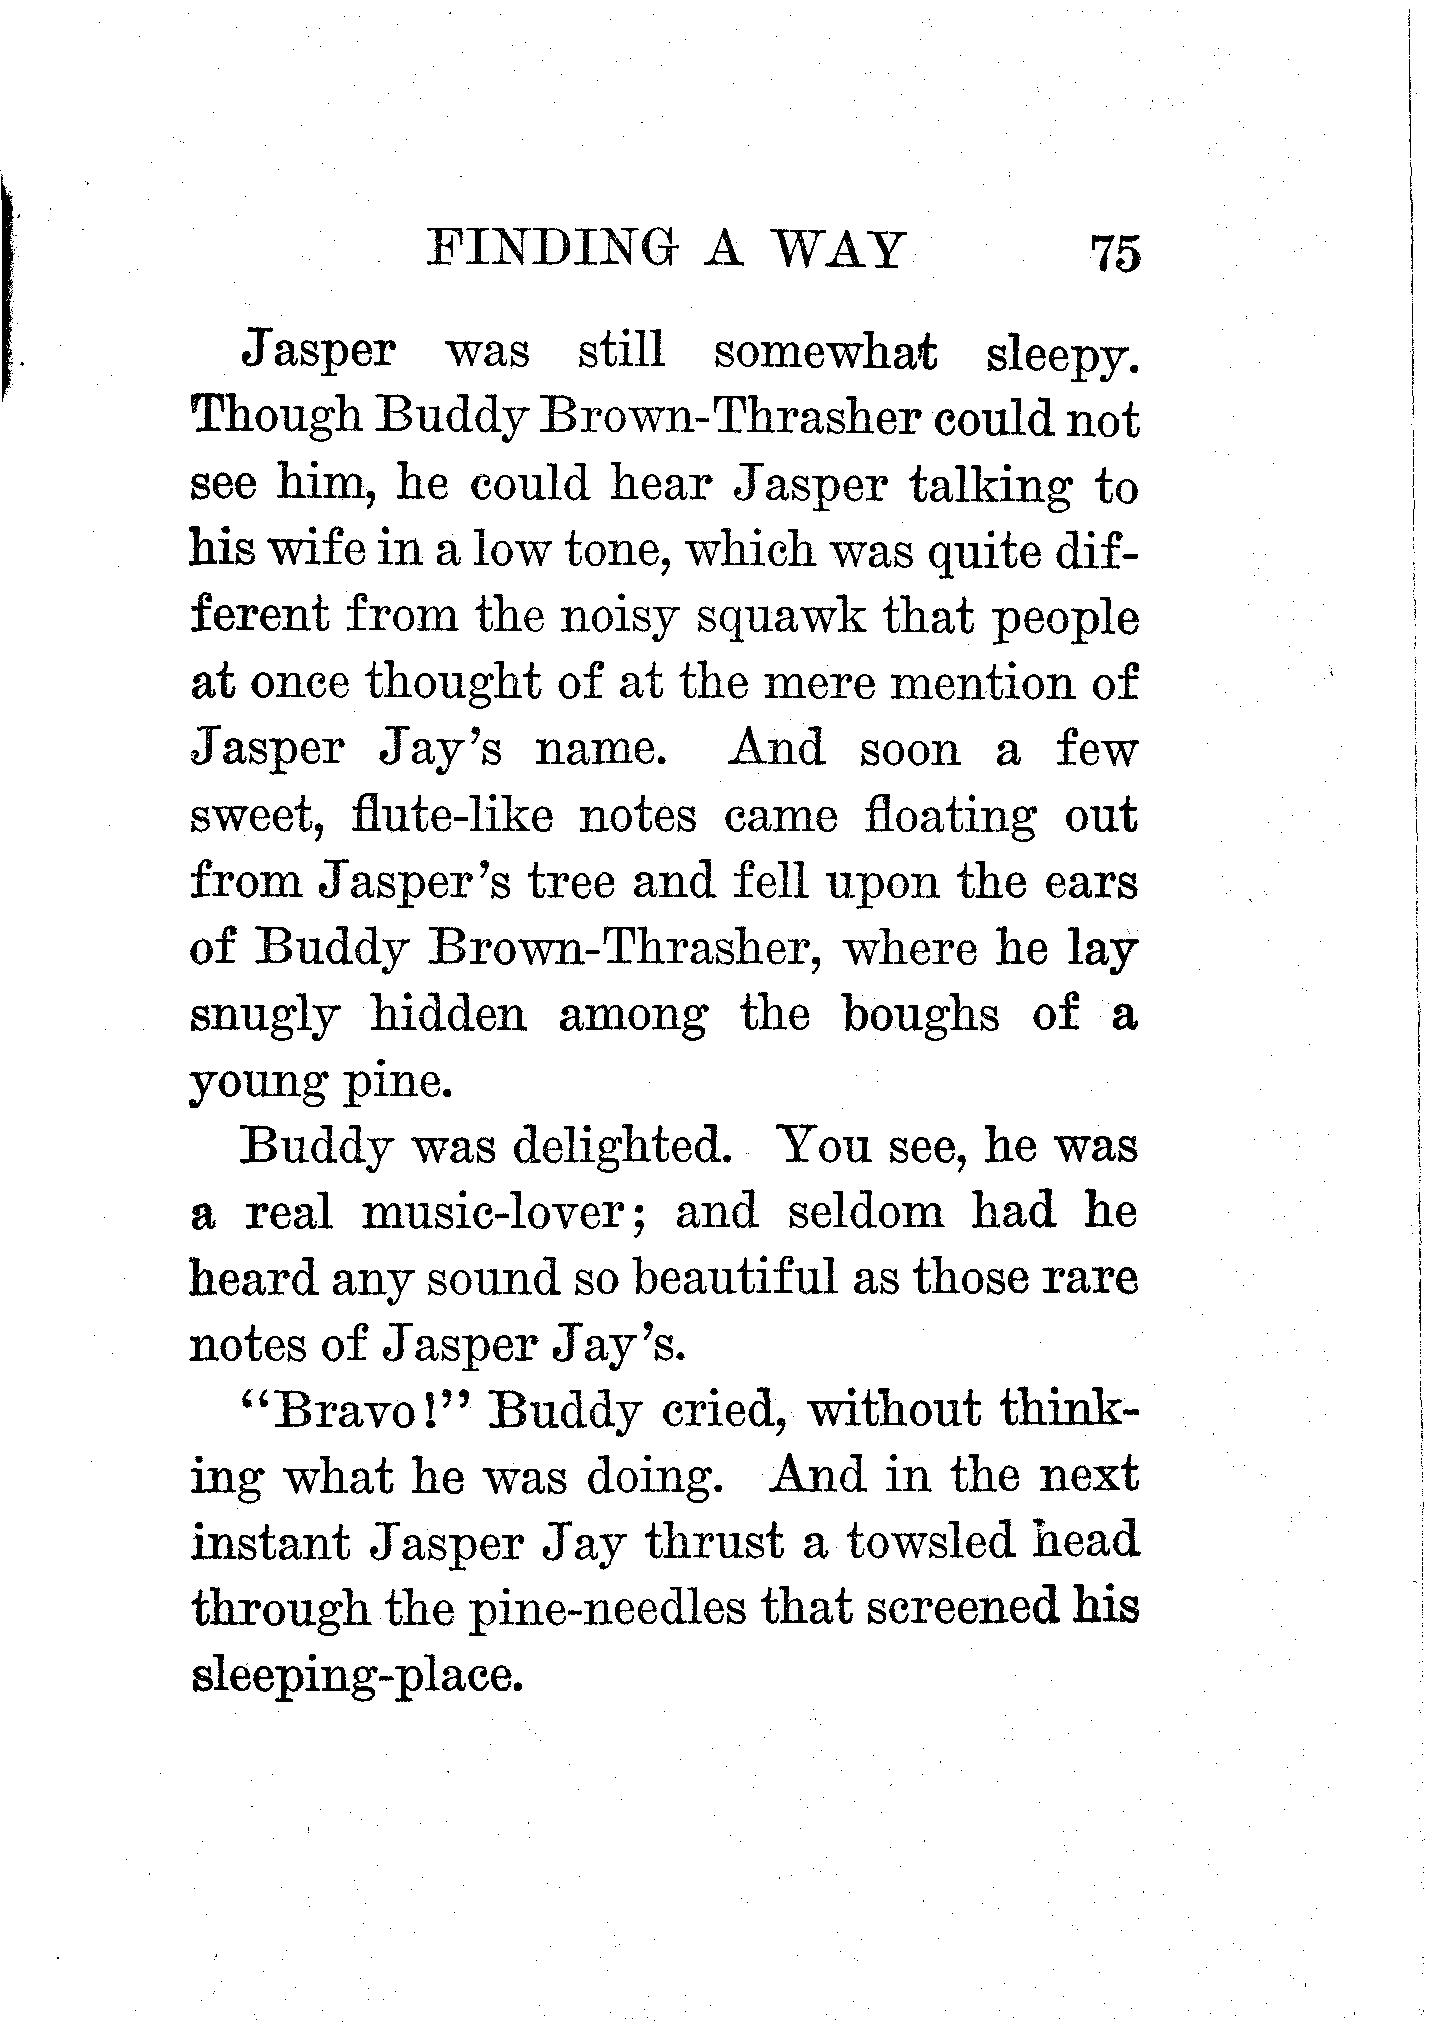 FINDING A WAY 75
Jasper was still somewhat sleepy.
Though Buddy Brown-Thrasher could not
see him, he could hear Jasper talking to
his wife in a low tone, which was quite dif-
ferent from the noisy squawk that people
at once thought of at the mere mention of
Jasper Jay's name. And soon a few
sweet, flute-like notes came floating out
from Jasper's tree and fell upon the ears
of Buddy Brown-Thrasher, where he lay
snugly hidden among the boughs of a
young pine.
Buddy was delighted. You see, he was
a real music-lover; and seldom had he
heard any sound so beautiful as those rare
notes of Jasper Jay's.
“Bravo!” Buddy cried, without think-
ing what he was doing. And in the next
instant Jasper Jay thrust a towsled head
through the pine-needles that screened his
sleeping-place.